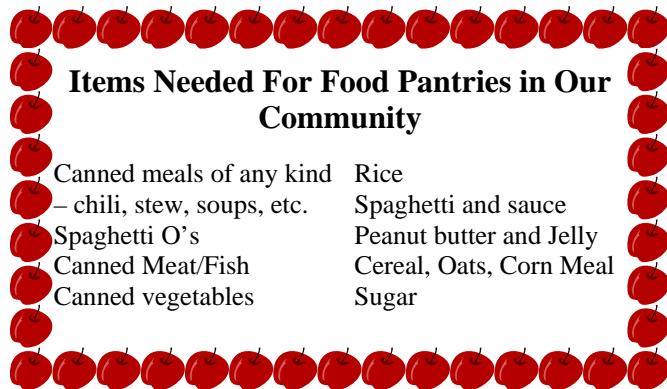 Items Needed For Food Pantries in Our
Community
Canned meals of any kind
– chili, stew, soups, etc.
Spaghetti O’s
Canned Meat/Fish
Canned vegetables
Rice
Spaghetti and sauce
Peanut butter and Jelly
Cereal, Oats, Corn Meal
Sugar